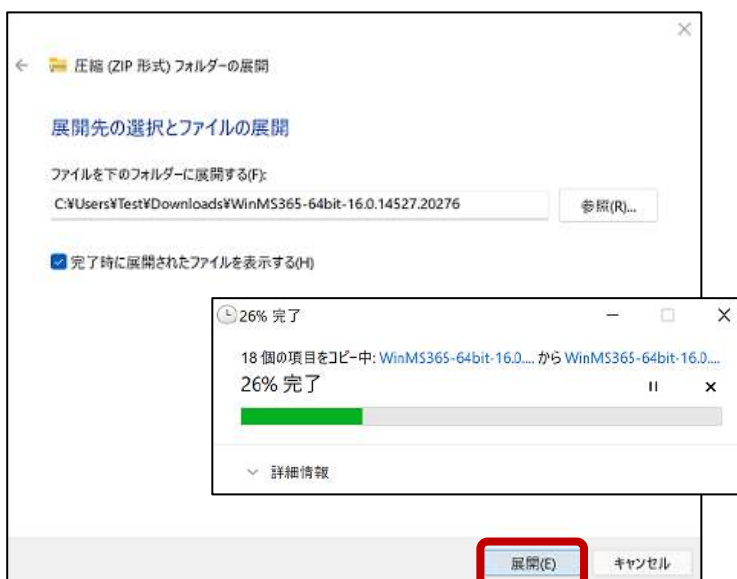 圧縮 (ZIP 形式) フォルダーの展開
展開先の選択とファイルの展開
ファイルを下のフォルダーに展開する(F):
C:¥Users¥Test¥Downloads¥WinMS365-64bit-16.0.14527.20276
参照(R)...
完了時に展開されたファイルを表示する(H)
26% 完了
18 個の項目をコピー中: WinMS365-64bit-16.0.... から WinMS365-64bit-16.0....
26% 完了
詳細情報
展開(E)
キャンセル